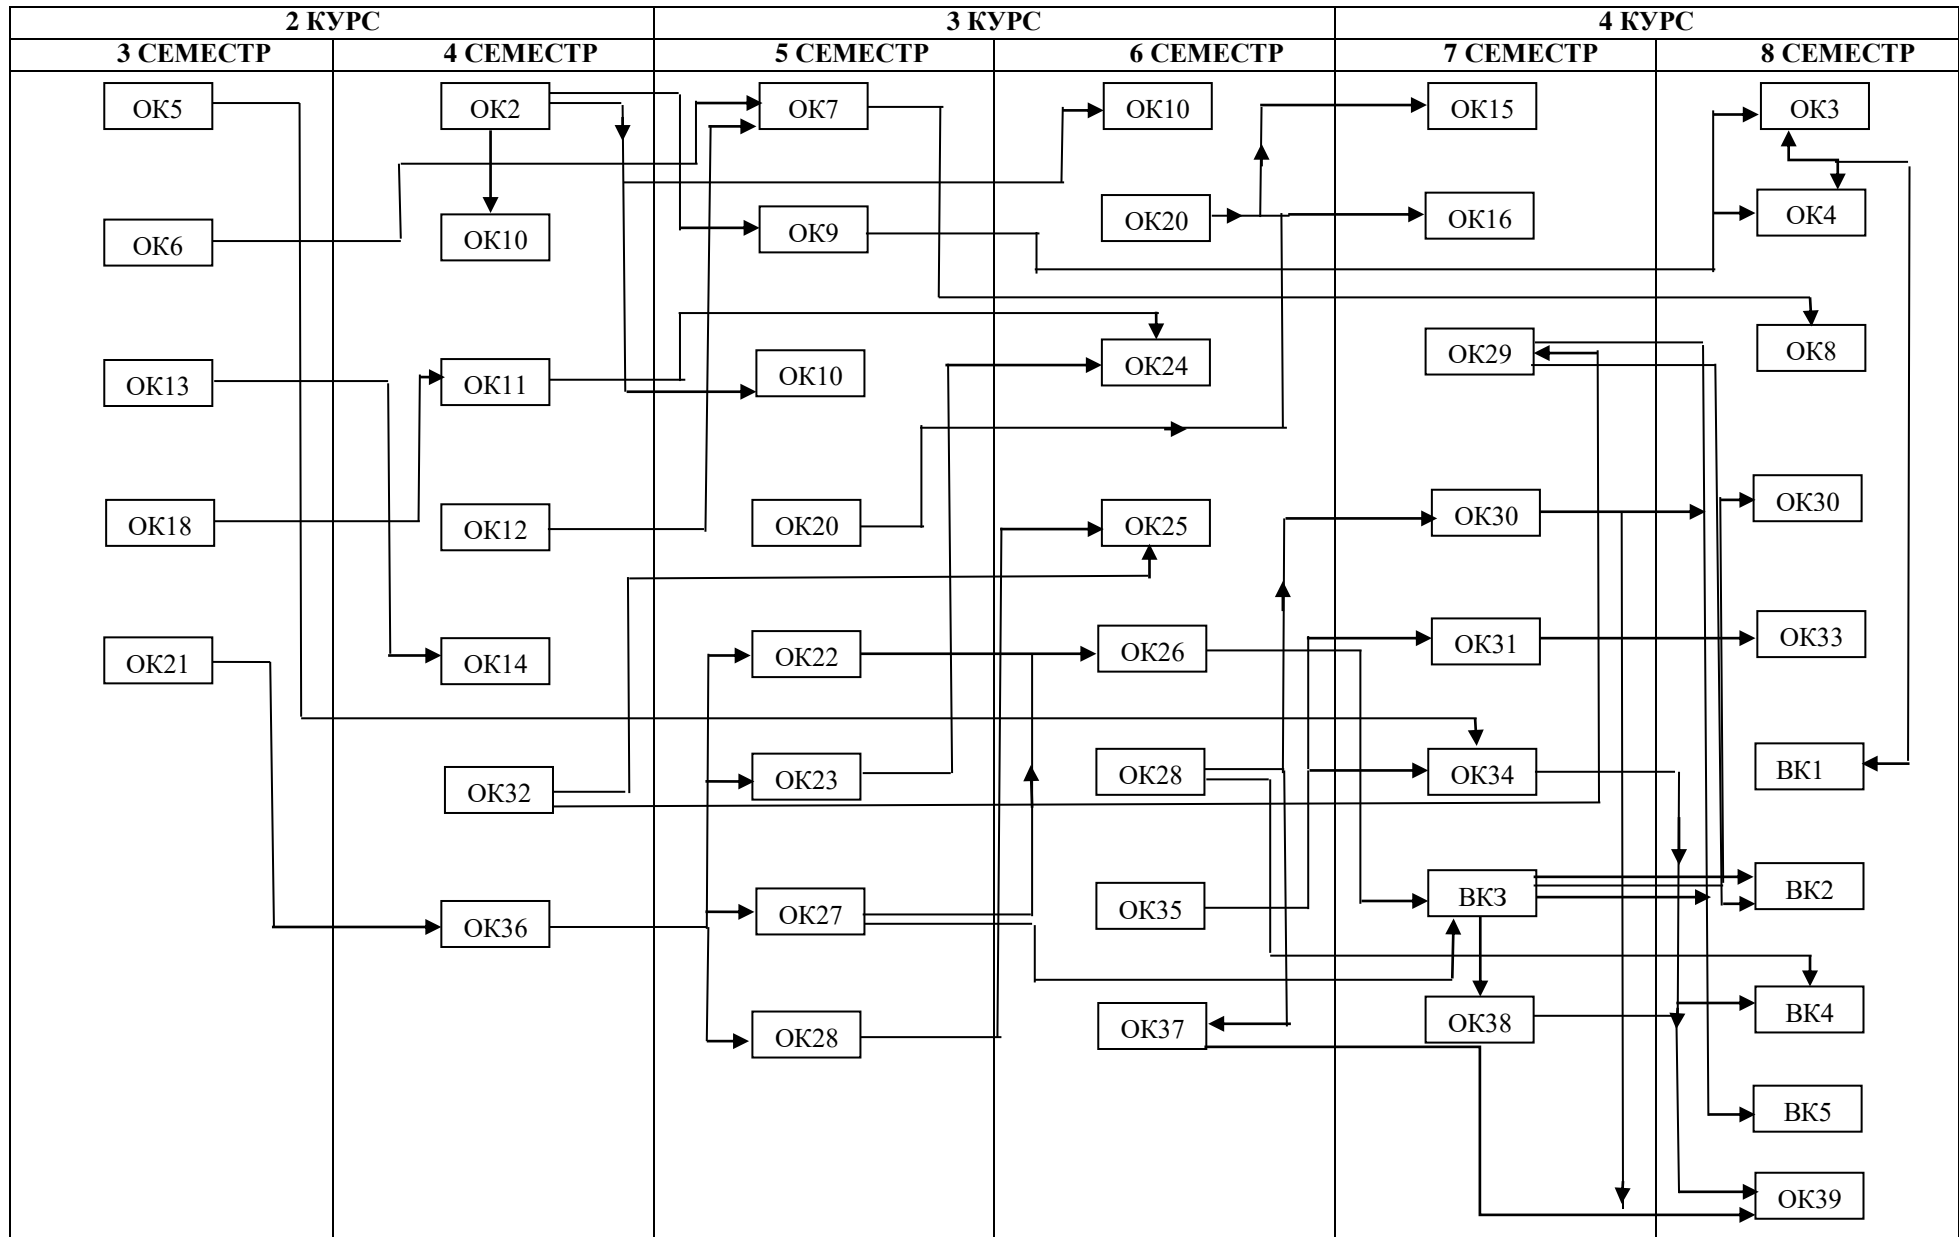 2 КУРС 3 КУРС 4 КУРС
3 СЕМЕСТР 4 СЕМЕСТР 5 СЕМЕСТР 6 СЕМЕСТР 7 СЕМЕСТР 8 СЕМЕСТР
ОК5 ОК2 ОК7 ОК10 ОК15 ОК3
ОК6 ОК10 ОК9 ОК20 ОК16 ОК4
ОК13 ОК11 ОК10 ОК24 ОК29 ОК8
ОК18 ОК12 ОК20 ОК25 ОК30 ОК30
ОК21 ОК14 ОК22 ОК26 ОК31 ОК33
ОК32 ОК23 ОК28 ОК34 ВК1
ОК36 ОК27 ОК35 ВК3 ВК2
ОК28 ОК37 ОК38 ВК4
ВК5
ОК39